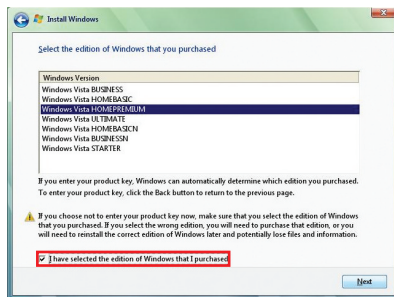 Install Windows
Select the edition of Windows that you purchased
Windows Version
Windows Vista BUSINESS
Windows Vista HOMEBASIC
Windows Vista HOMEPREMIUM
Windows Vista ULTIMATE
Windows Vista HOMEBASICN
Windows Vista BUSINESSN
Windows Vista STARTER
If you enter your product key, Windows can automatically determine which edition you purchased.
To enter your product key, click the Back button to return to the previous page.
If you choose not to enter your product key now, make sure that you select the edition of Windows
that you purchased. If you select the wrong edition, you will need to purchase that edition, or you
will need to reinstall the correct edition of Windows later and potentially lose files and information.
I have selected the edition of Windows that I purchased
Next